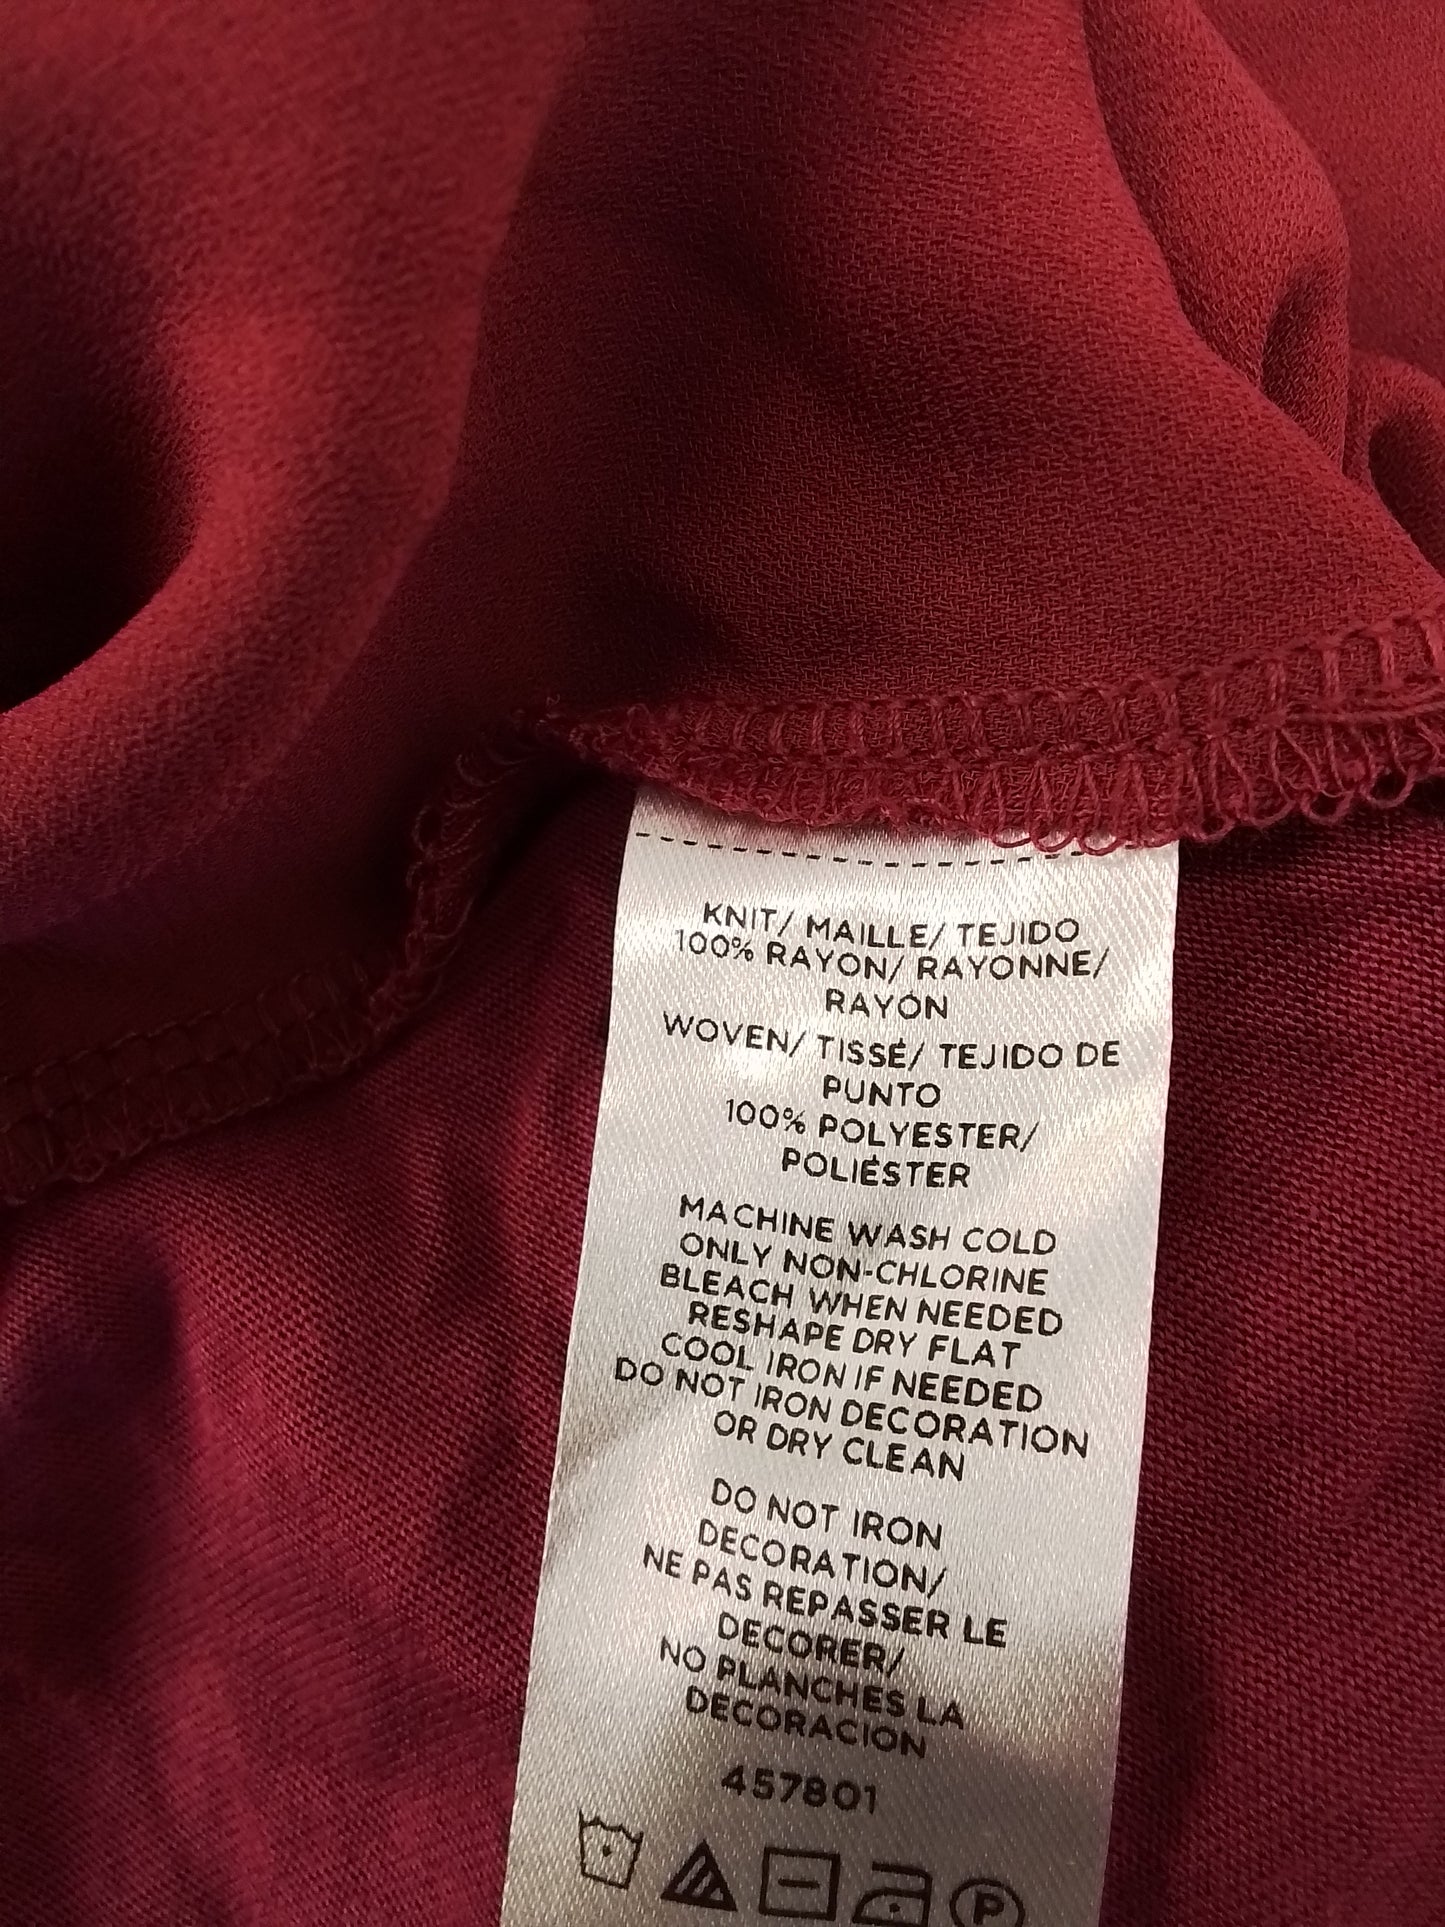 KNIT/ MAILLE/ TEJIDO
100% RAYON/ RAYONNE/
RAYÓN
WOVEN/ TISSÉ/ TEJIDO DE
PUNTO
100% POLYESTER/
POLIÉSTER
MACHINE WASH COLD
ONLY NON-CHLORINE
BLEACH WHEN NEEDED
RESHAPE DRY FLAT
COOL IRON IF NEEDED
DO NOT IRON DECORATION
OR DRY CLEAN
DO NOT IRON
DECORATION/
NE PAS REPASSER LE
DECORER/
NO PLANCHES LA
DECORACION
457801
P